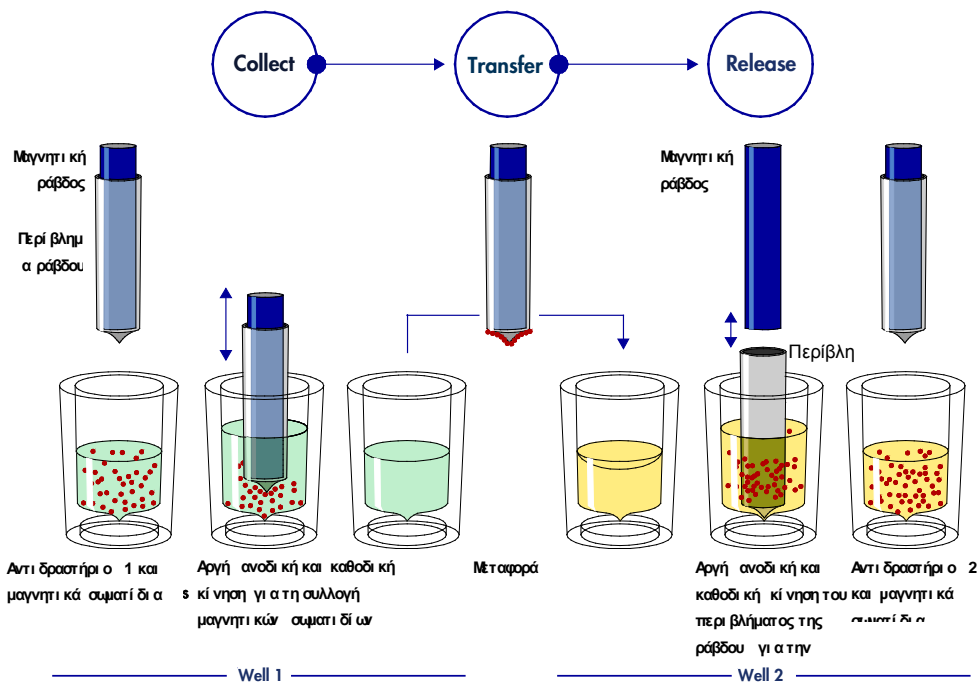 Collect
Transfer
Release
Μαγνητική
ράβδος
Περίβλημ
α ράβδου
Μαγνητική
ράβδος
Περίβλη
Αντιδραστήριο 1 και
μαγνητικά σωματίδια
Αργή ανοδική και καθοδική
s κίνηση για τη συλλογή
μαγνητικών σωματιδίων
Μεταφορά
Αργή ανοδική και
καθοδική κίνηση του
περιβλήματος της
ράβδου για την
Αντιδραστήριο 2
και μαγνητικά
σωματίδια
Well 1
Well 2